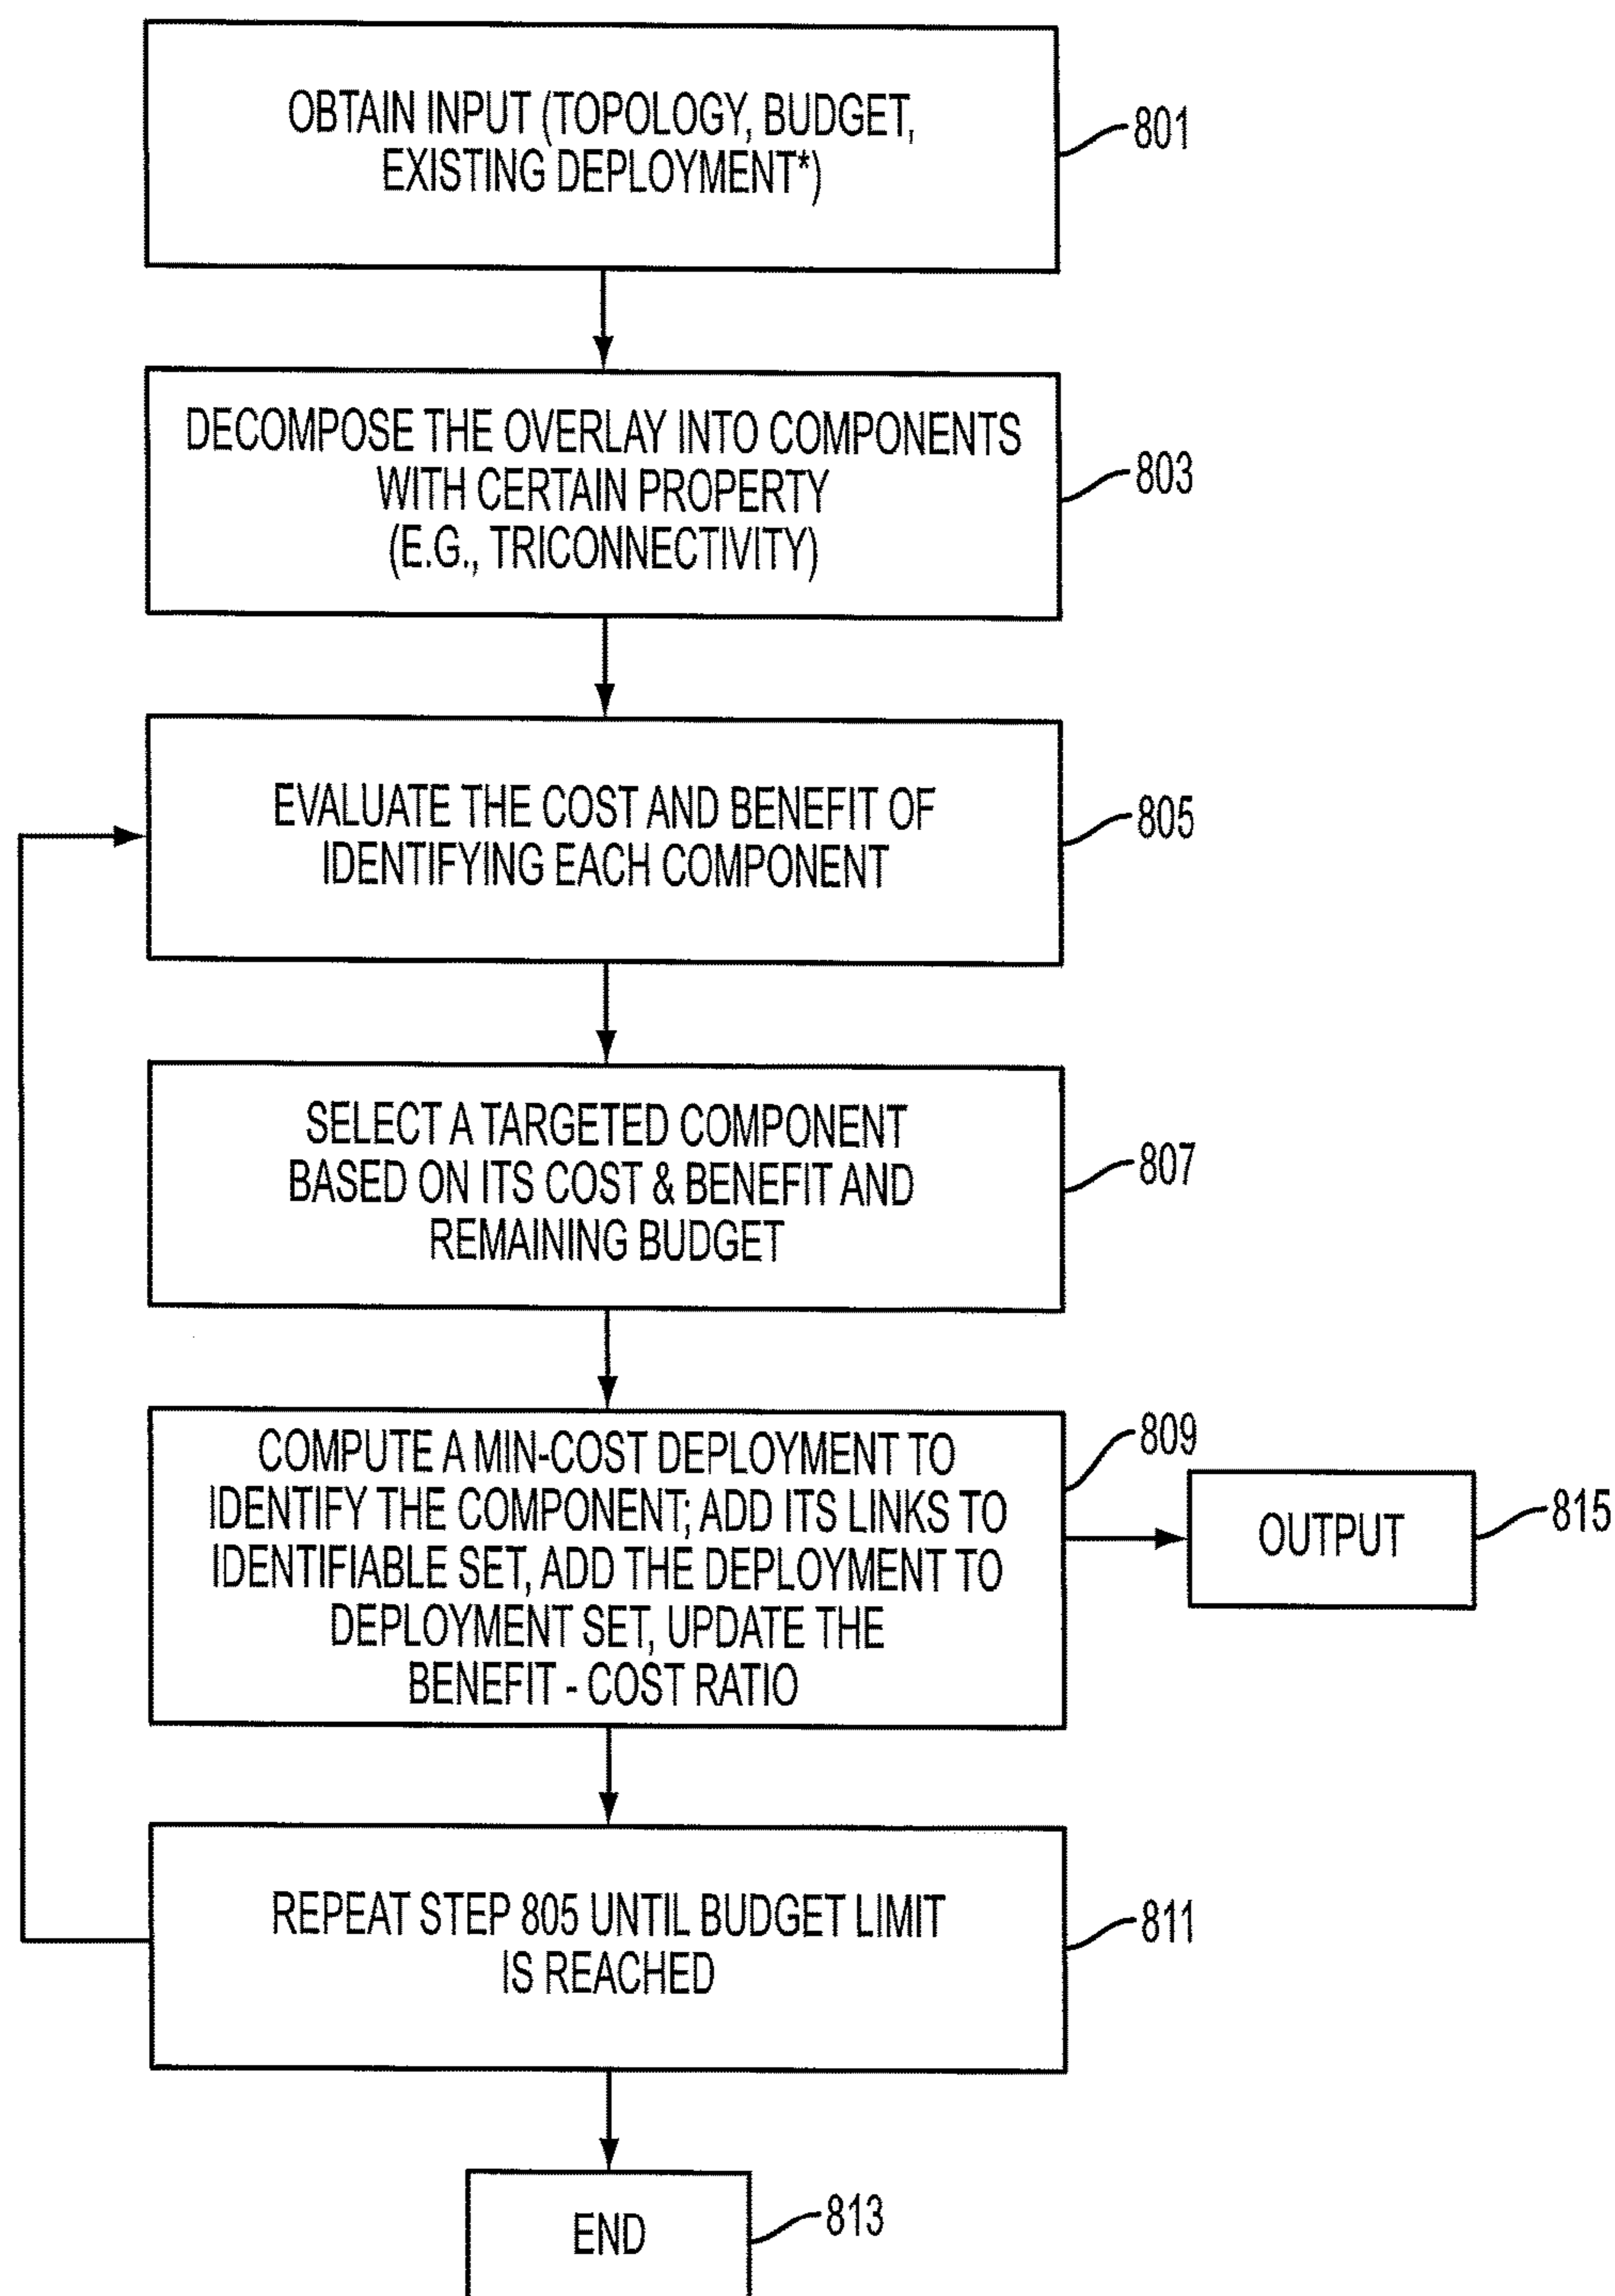 OBTAIN INPUT (TOPOLOGY, BUDGET,
EXISTING DEPLOYMENT*)
801
DECOMPOSE THE OVERLAY INTO COMPONENTS
WITH CERTAIN PROPERTY
(E.G., TRICONNECTIVITY)
803
EVALUATE THE COST AND BENEFIT OF
IDENTIFYING EACH COMPONENT
805
SELECT A TARGETED COMPONENT
BASED ON ITS COST & BENEFIT AND
REMAINING BUDGET
807
COMPUTE A MIN-COST DEPLOYMENT TO
IDENTIFY THE COMPONENT; ADD ITS LINKS TO
IDENTIFIABLE SET, ADD THE DEPLOYMENT TO
DEPLOYMENT SET, UPDATE THE
BENEFIT - COST RATIO
809
OUTPUT
815
REPEAT STEP 805 UNTIL BUDGET LIMIT
IS REACHED
811
END
813